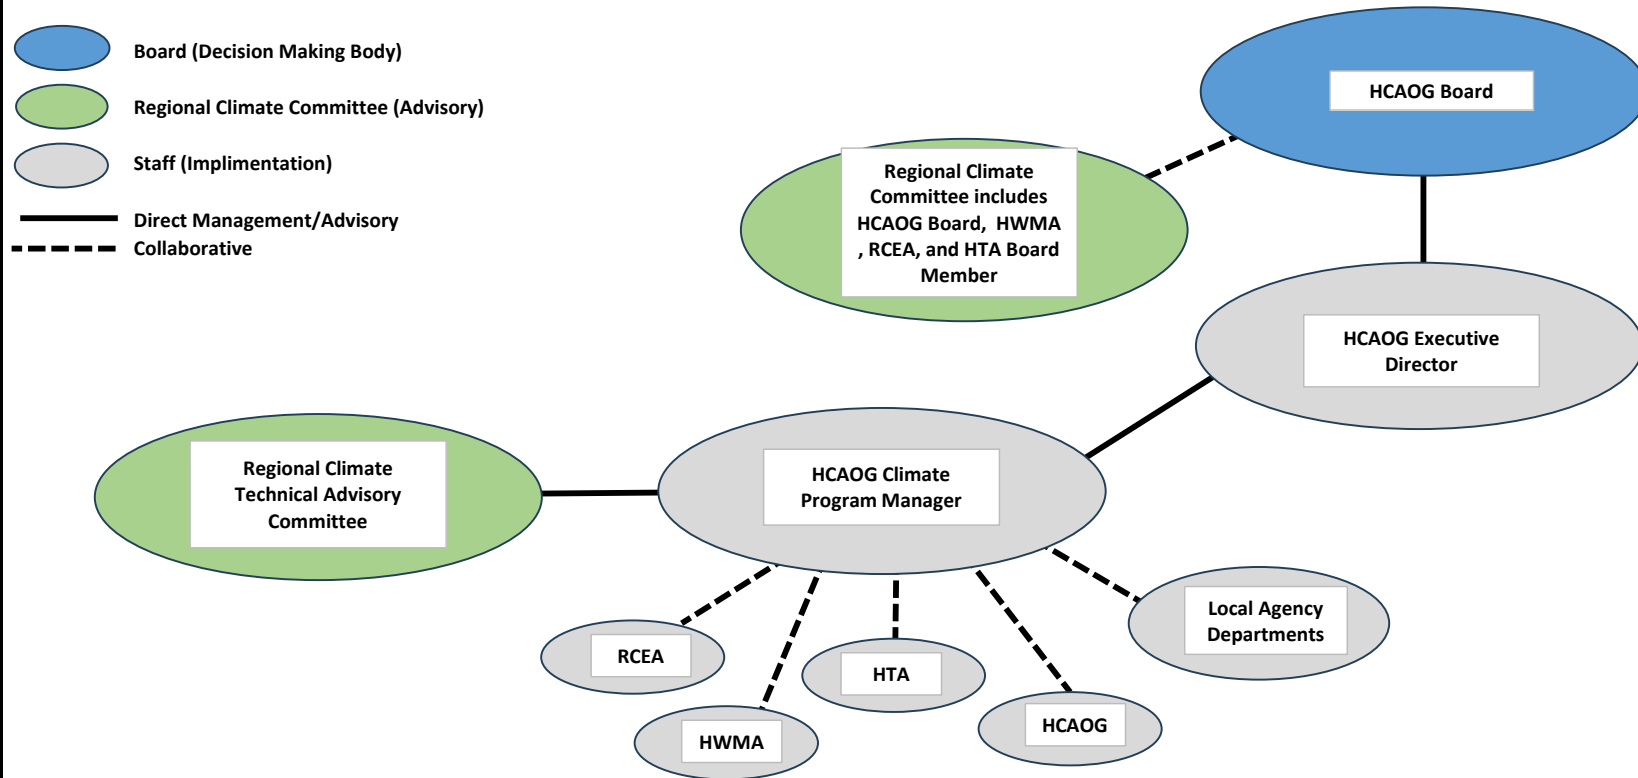 Board (Decision Making Body)
Regional Climate Committee (Advisory)
Staff (Implimentation)
Direct Management/Advisory
Collaborative
HCAOG Board
Regional Climate
Committee includes
HCAOG Board, HWMA
, RCEA, and HTA Board
Member
HCAOG Executive
Director
Regional Climate
Technical Advisory
Committee
HCAOG Climate
Program Manager
Local Agency
Departments
RCEA
HTA
HCAOG
HWMA